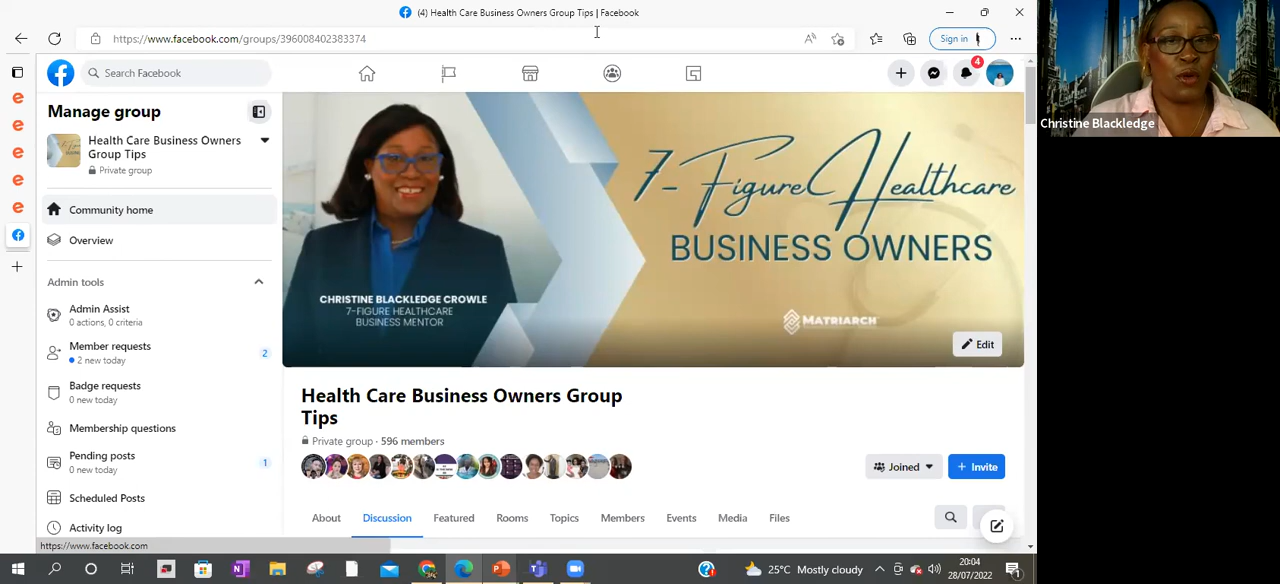 (4) Health Care Business Owners Group Tips | Facebook
https://www.facebook.com/groups/396008402383374
Sign in
Search Facebook
4
Manage group
Health Care Business Owners
Group Tips
Private group
Community home
Overview
Admin tools
Admin Assist
0 actions, 0 criteria
Member requests
2 new today
2
Badge requests
0 new today
Membership questions
Pending posts
0 new today
1
Scheduled Posts
Activity log
https://www.facebook.com
7-Figure Healthcare
BUSINESS OWNERS
CHRISTINE BLACKLEDGE CROWLE
7-FIGURE HEALTHCARE
BUSINESS MENTOR
MATRIARCH
Edit
Health Care Business Owners Group
Tips
Private group · 596 members
Joined
+ Invite
About Discussion Featured Rooms Topics Members Events Media Files
Christine Blackledge
25°C Mostly cloudy
20:04
28/07/2022
1